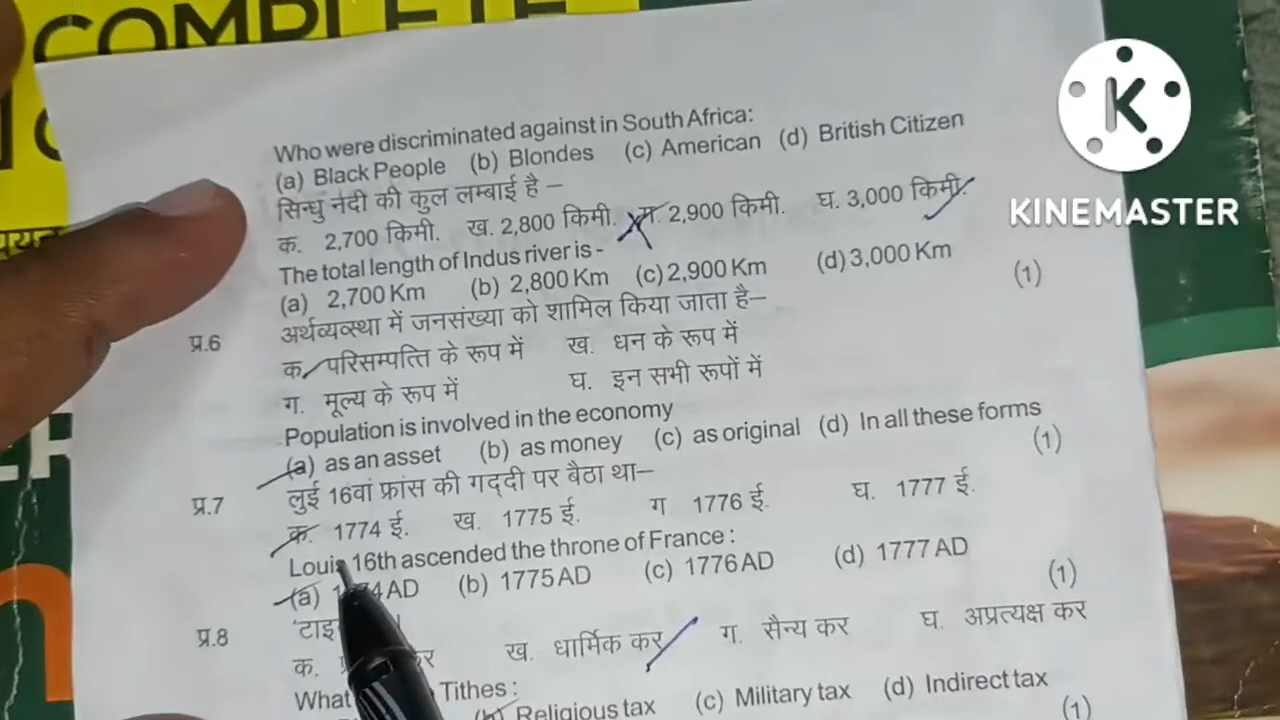 COMPLETE
KINEMASTER
Who were discriminated against in South Africa:
(a) Black People (b) Blondes (c) American (d) British Citizen
सिन्धु नदी की कुल लम्बाई है –
क. 2,700 किमी. ख. 2,800 किमी. ग. 2,900 किमी. घ. 3,000 किमी
The total length of Indus river is -
(a) 2,700 Km (b) 2,800 Km (c) 2,900 Km (d) 3,000 Km
(1)
प्र.6 अर्थव्यवस्था में जनसंख्या को शामिल किया जाता है–
क. परिसम्पत्ति के रूप में ख. धन के रूप में
ग. मूल्य के रूप में घ. इन सभी रूपों में
Population is involved in the economy
(a) as an asset (b) as money (c) as original (d) In all these forms
(1)
प्र.7 लुई 16वां फ्रांस की गद्दी पर बैठा था–
क. 1774 ई. ख. 1775 ई. ग 1776 ई. घ. 1777 ई.
Louis 16th ascended the throne of France :
(a) AD (b) 1775 AD (c) 1776 AD (d) 1777 AD
(1)
प्र.8
क. ख. धार्मिक कर ग. सैन्य कर घ. अप्रत्यक्ष कर
What Tithes :
(b) Religious tax (c) Military tax (d) Indirect tax
(1)